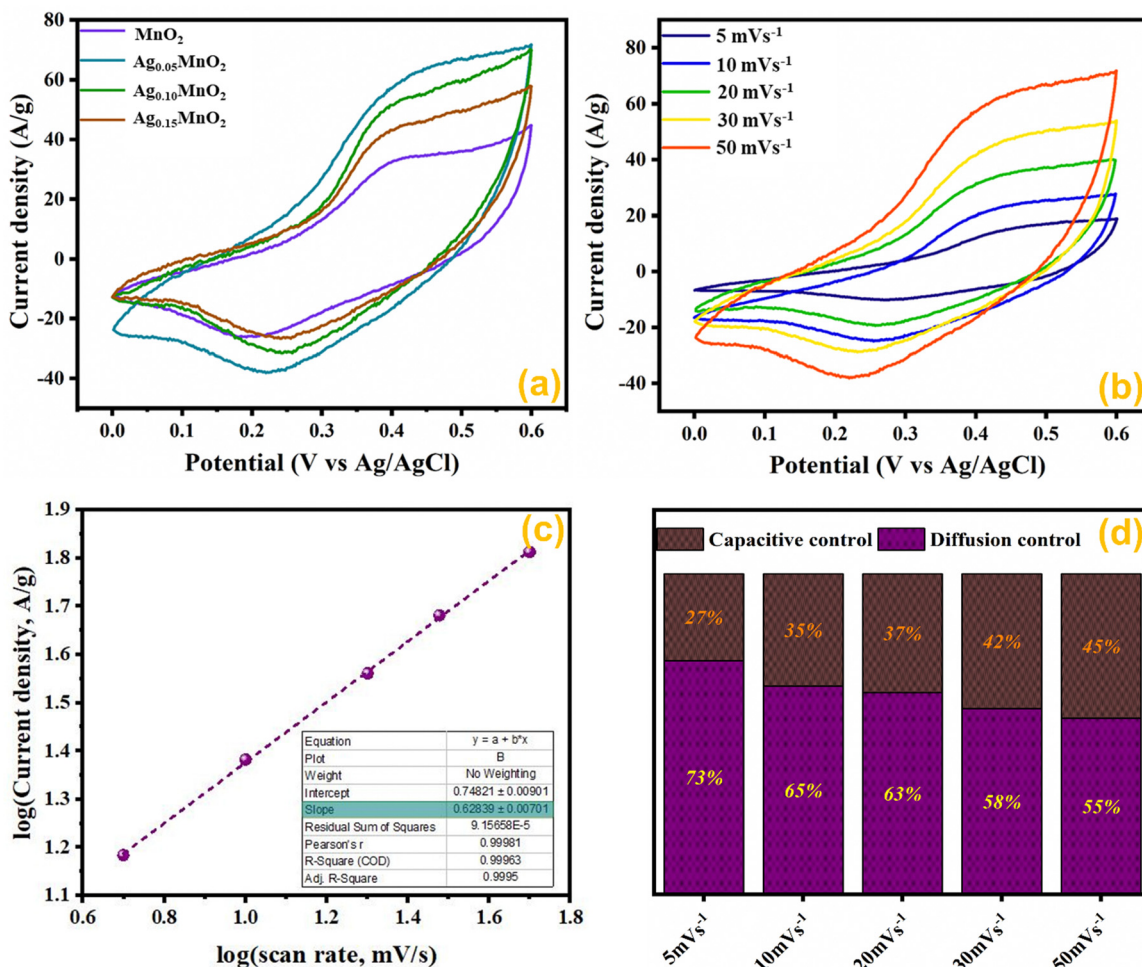 80
60
40
20
0
-20
-40
Current density (A/g)
MnO₂
Ag₀.₀₅MnO₂
Ag₀.₁₀MnO₂
Ag₀.₁₅MnO₂
(a)
0.0 0.1 0.2 0.3 0.4 0.5 0.6
Potential (V vs Ag/AgCl)
80
60
40
20
0
-20
-40
Current density (A/g)
5 mVs⁻¹
10 mVs⁻¹
20 mVs⁻¹
30 mVs⁻¹
50 mVs⁻¹
(b)
0.0 0.1 0.2 0.3 0.4 0.5 0.6
Potential (V vs Ag/AgCl)
1.9
1.8
1.7
1.6
1.5
1.4
1.3
1.2
1.1
log(Current density, A/g)
(c)
Equation y = a + b*x
Plot B
Weight No Weighting
Intercept 0.74821 ± 0.00901
Slope 0.62839 ± 0.00701
Residual Sum of Squares 9.15658E-5
Pearson's r 0.99981
R-Square (COD) 0.99963
Adj. R-Square 0.9995
0.6 0.8 1.0 1.2 1.4 1.6 1.8
log(scan rate, mV/s)
Capacitive control Diffusion control
(d)
27% 35% 37% 42% 45%
73% 65% 63% 58% 55%
5mVs⁻¹ 10mVs⁻¹ 20mVs⁻¹ 30mVs⁻¹ 50mVs⁻¹